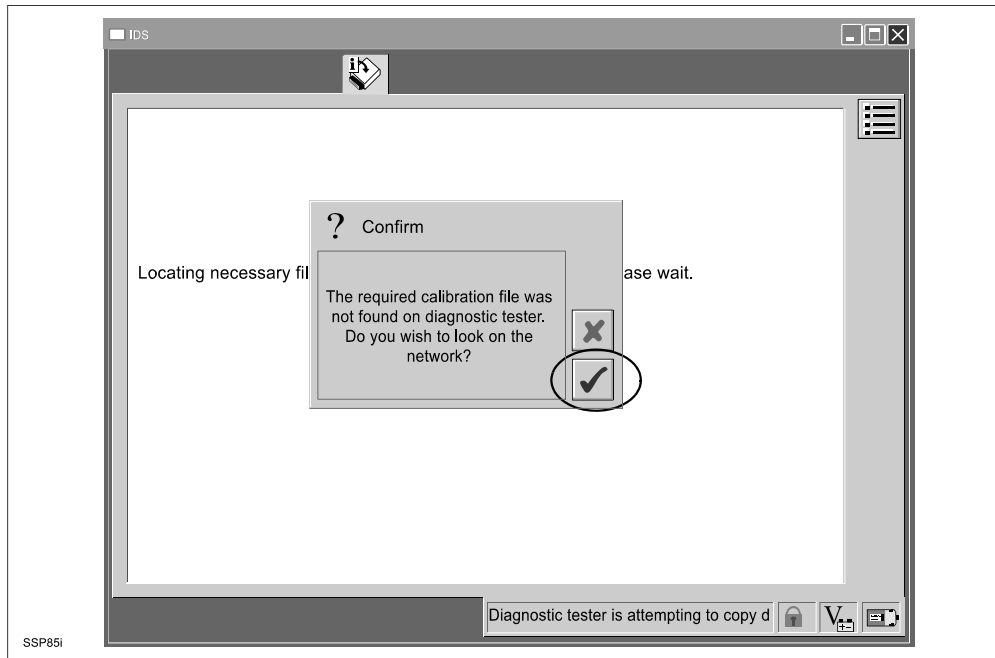 IDS
? Confirm
Locating necessary fil
ase wait.
The required calibration file was
not found on diagnostic tester.
Do you wish to look on the
network?
Diagnostic tester is attempting to copy d
V
SSP85i